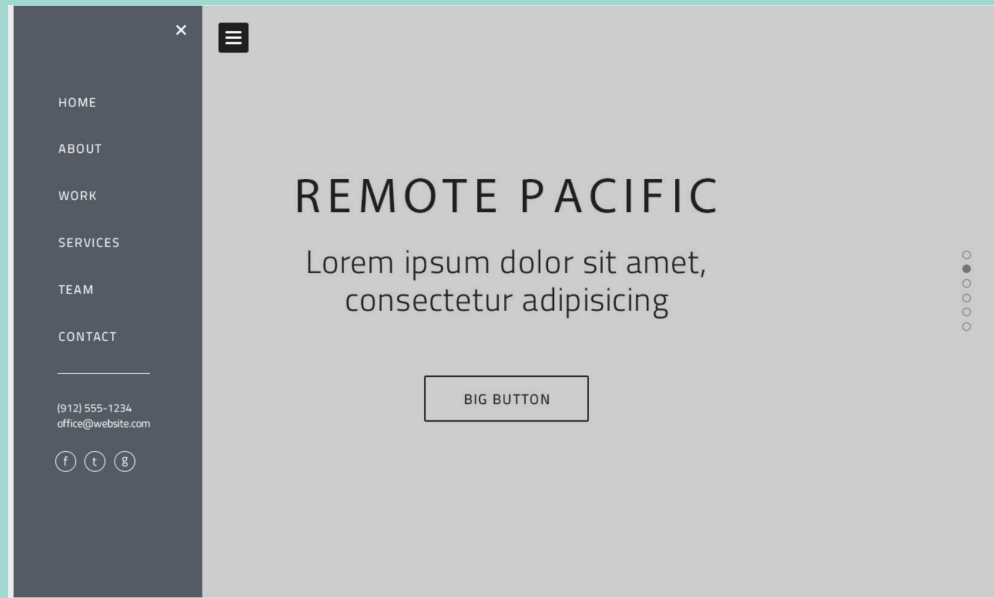 HOME
ABOUT
WORK
SERVICES
TEAM
CONTACT
(912) 555-1234
office@website.com
f t g
REMOTE PACIFIC
Lorem ipsum dolor sit amet,
consectetur adipisicing
BIG BUTTON